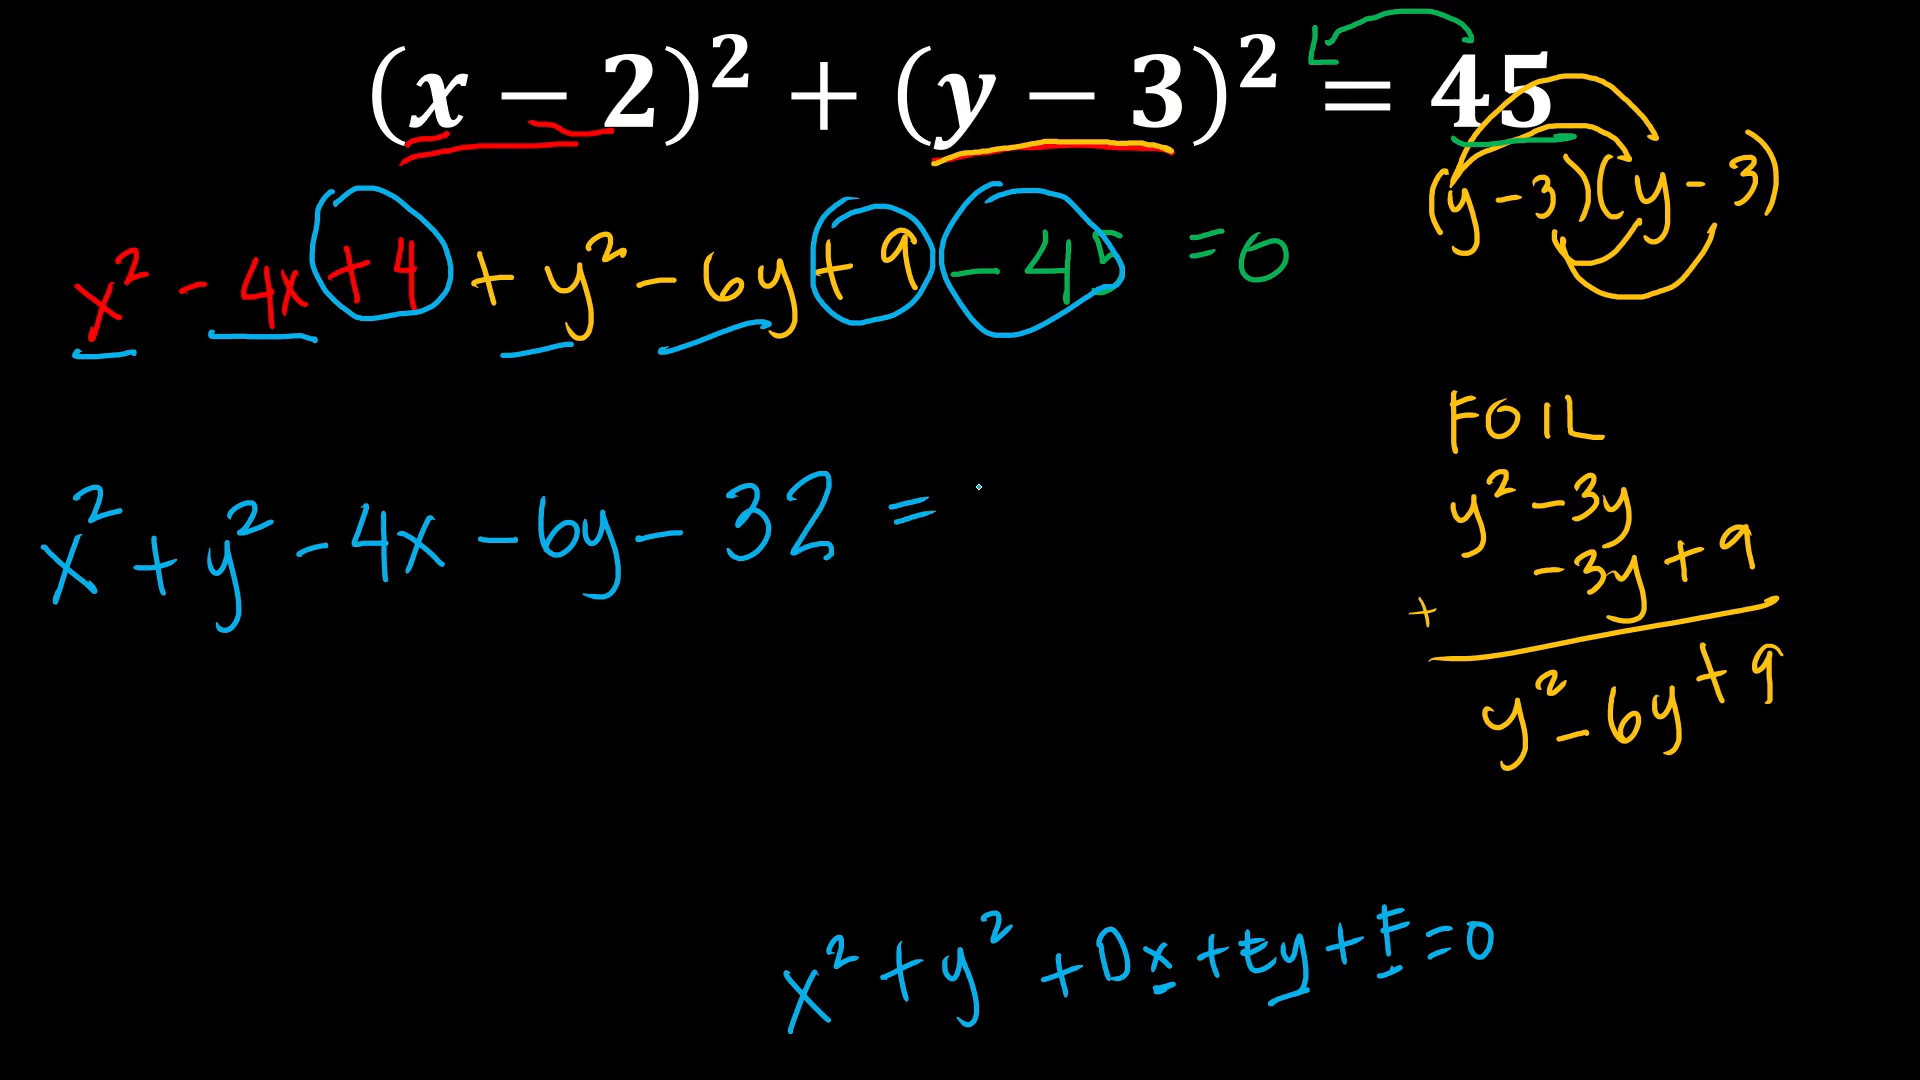 (x − 2)² + (y − 3)² = 45
(y − 3)(y − 3)
x² − 4x + 4 + y² − 6y + 9 − 45 = 0
FOIL
y² − 3y
− 3y + 9
+
y² − 6y + 9
x² + y² − 4x − 6y − 32 =
x² + y² + Dx + Ey + F = 0